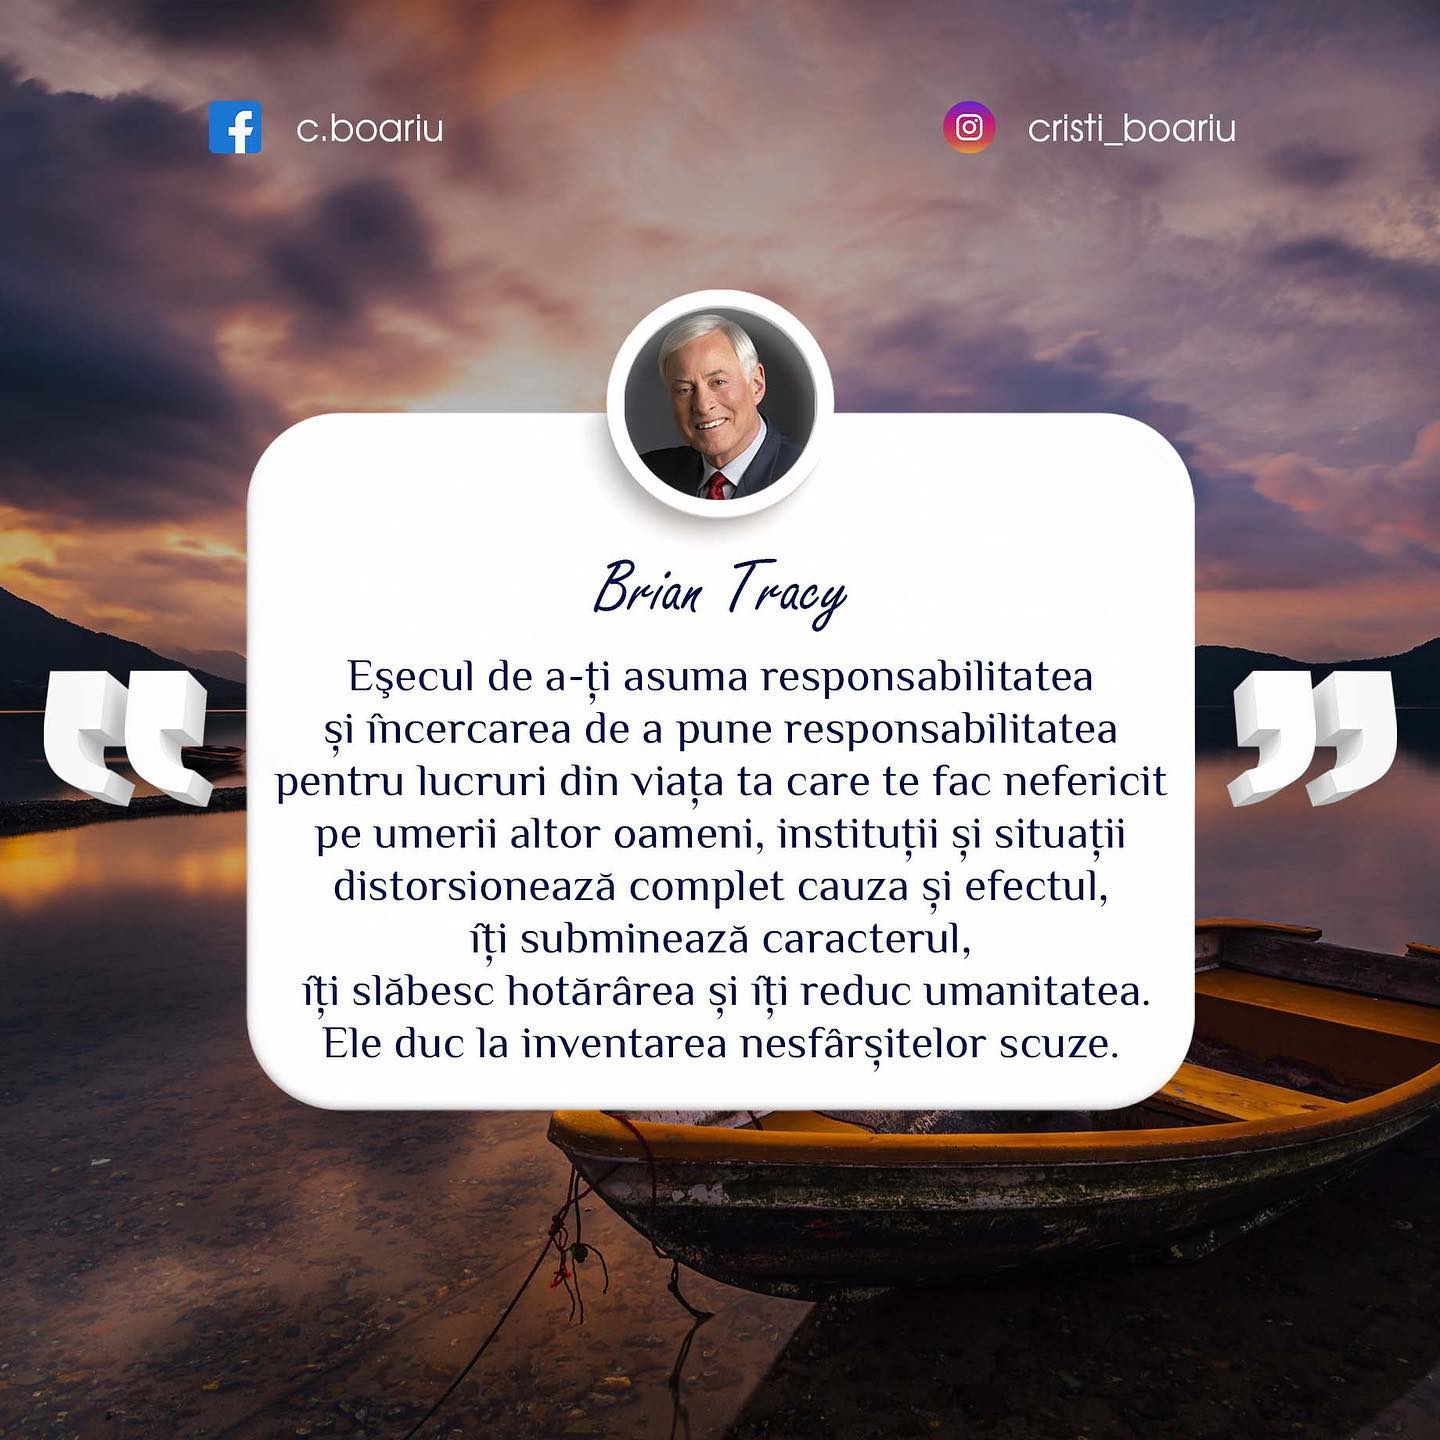 c.boariu
cristi_boariu
Brian Tracy
Eşecul de a-ți asuma responsabilitatea
și încercarea de a pune responsabilitatea
pentru lucruri din viața ta care te fac nefericit
pe umerii altor oameni, instituții și situații
distorsionează complet cauza și efectul,
îți subminează caracterul,
îți slăbesc hotărârea și îți reduc umanitatea.
Ele duc la inventarea nesfârșitelor scuze.